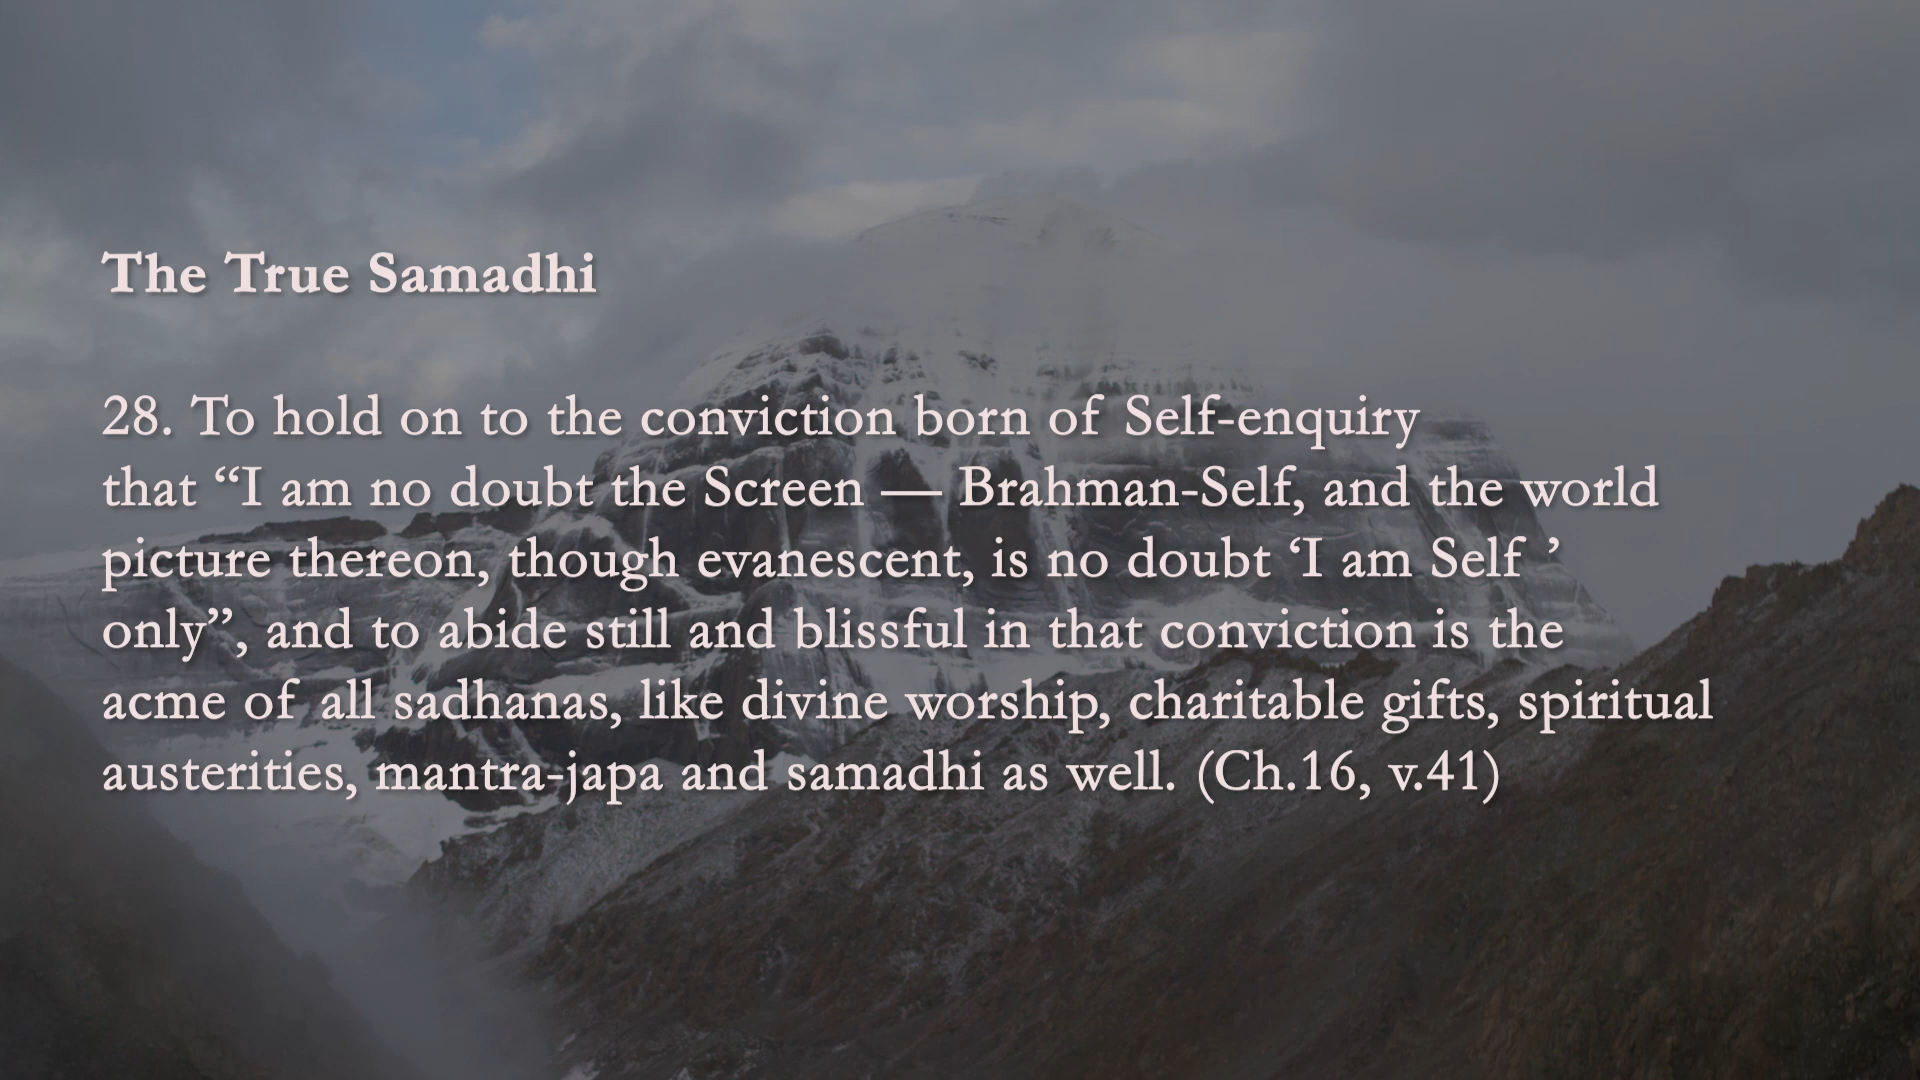 The True Samadhi
28. To hold on to the conviction born of Self-enquiry
that “I am no doubt the Screen — Brahman-Self, and the world
picture thereon, though evanescent, is no doubt ‘I am Self ’
only”, and to abide still and blissful in that conviction is the
acme of all sadhanas, like divine worship, charitable gifts, spiritual
austerities, mantra-japa and samadhi as well. (Ch.16, v.41)